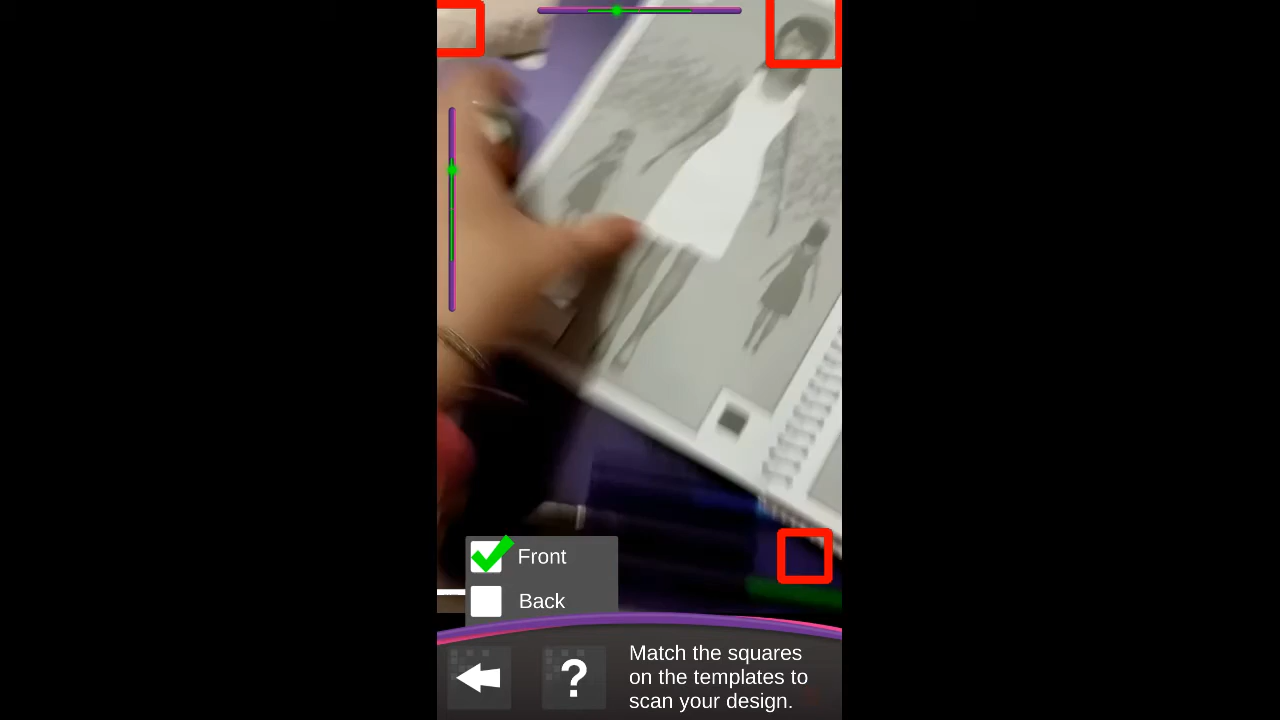 Front
Back
?
Match the squares
on the templates to
scan your design.